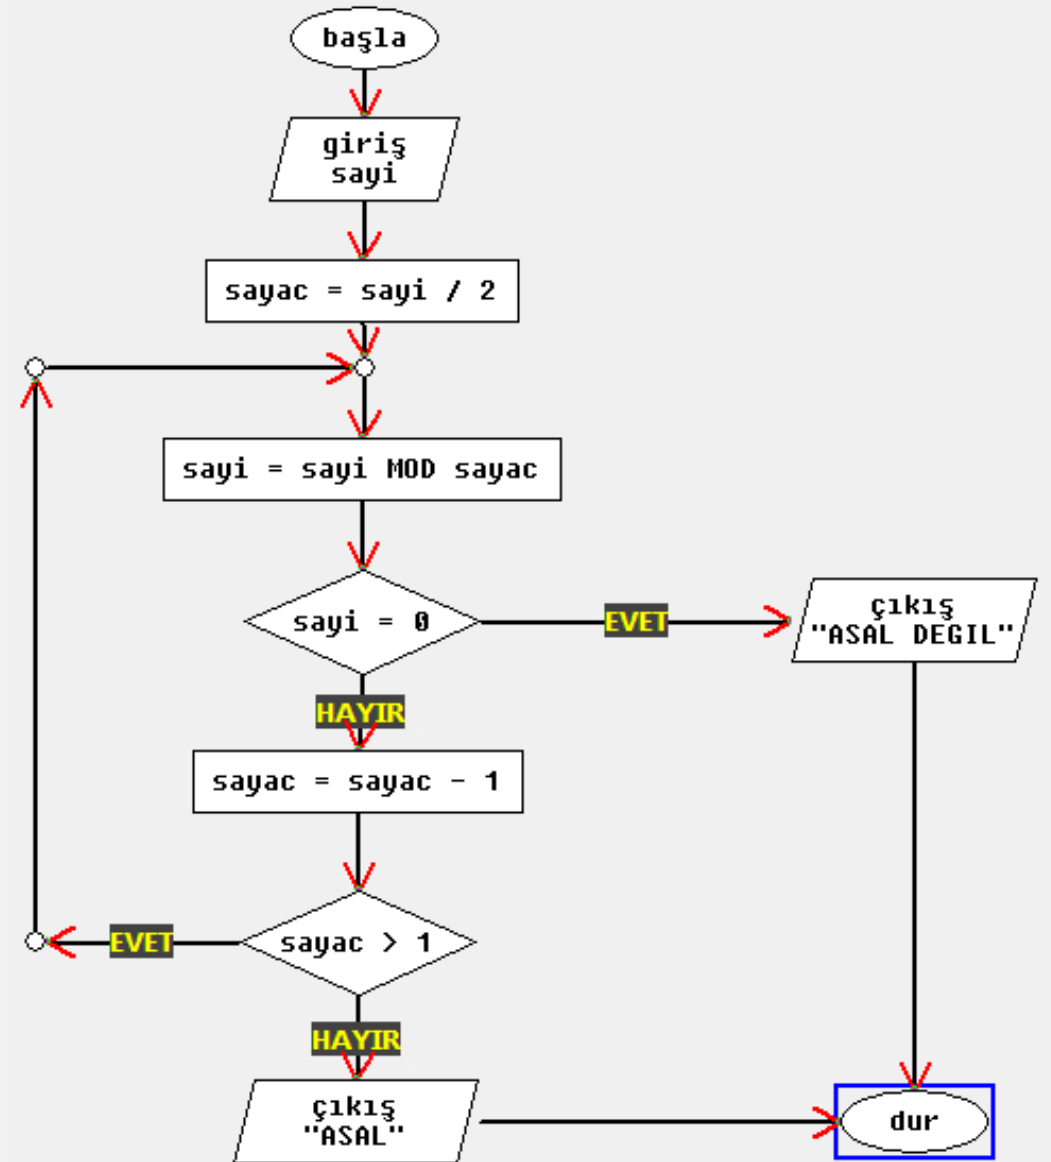 başla
giriş
sayi
sayac = sayi / 2
sayi = sayi MOD sayac
sayi = 0
EVET
çıkış
"ASAL DEGIL"
HAYIR
sayac = sayac - 1
sayac > 1
EVET
HAYIR
çıkış
"ASAL"
dur